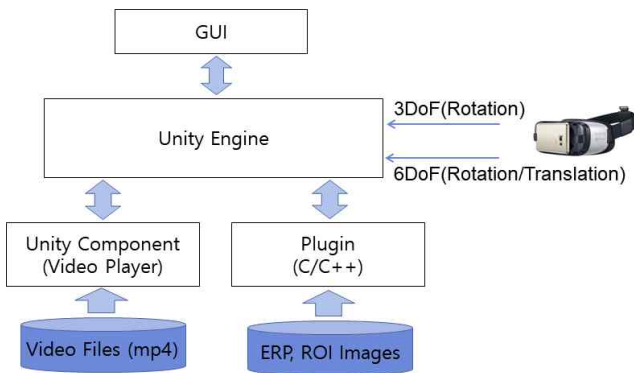 GUI
Unity Engine
3DoF(Rotation)
6DoF(Rotation/Translation)
Unity Component
(Video Player)
Plugin
(C/C++)
Video Files (mp4)
ERP, ROI Images